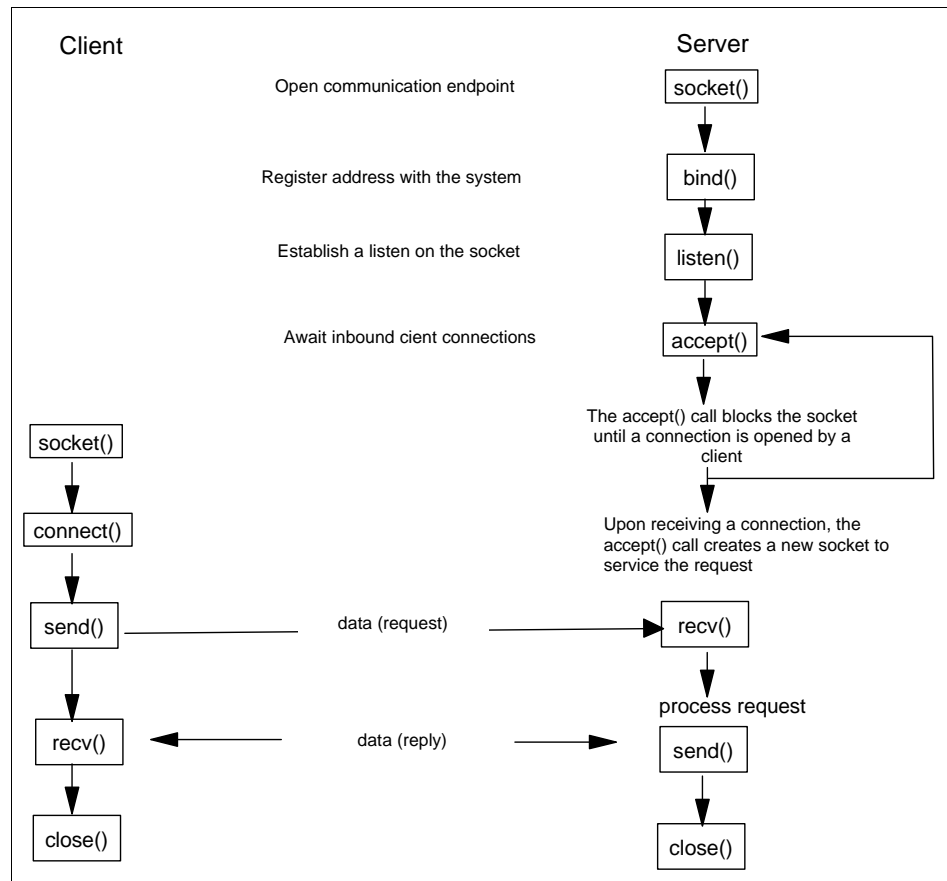 Client
Server
Open communication endpoint
socket()
Register address with the system
bind()
Establish a listen on the socket
listen()
Await inbound cient connections
accept()
The accept() call blocks the socket
until a connection is opened by a
client
socket()
connect()
Upon receiving a connection, the
accept() call creates a new socket to
service the request
send()
data (request)
recv()
process request
recv()
data (reply)
send()
close()
close()